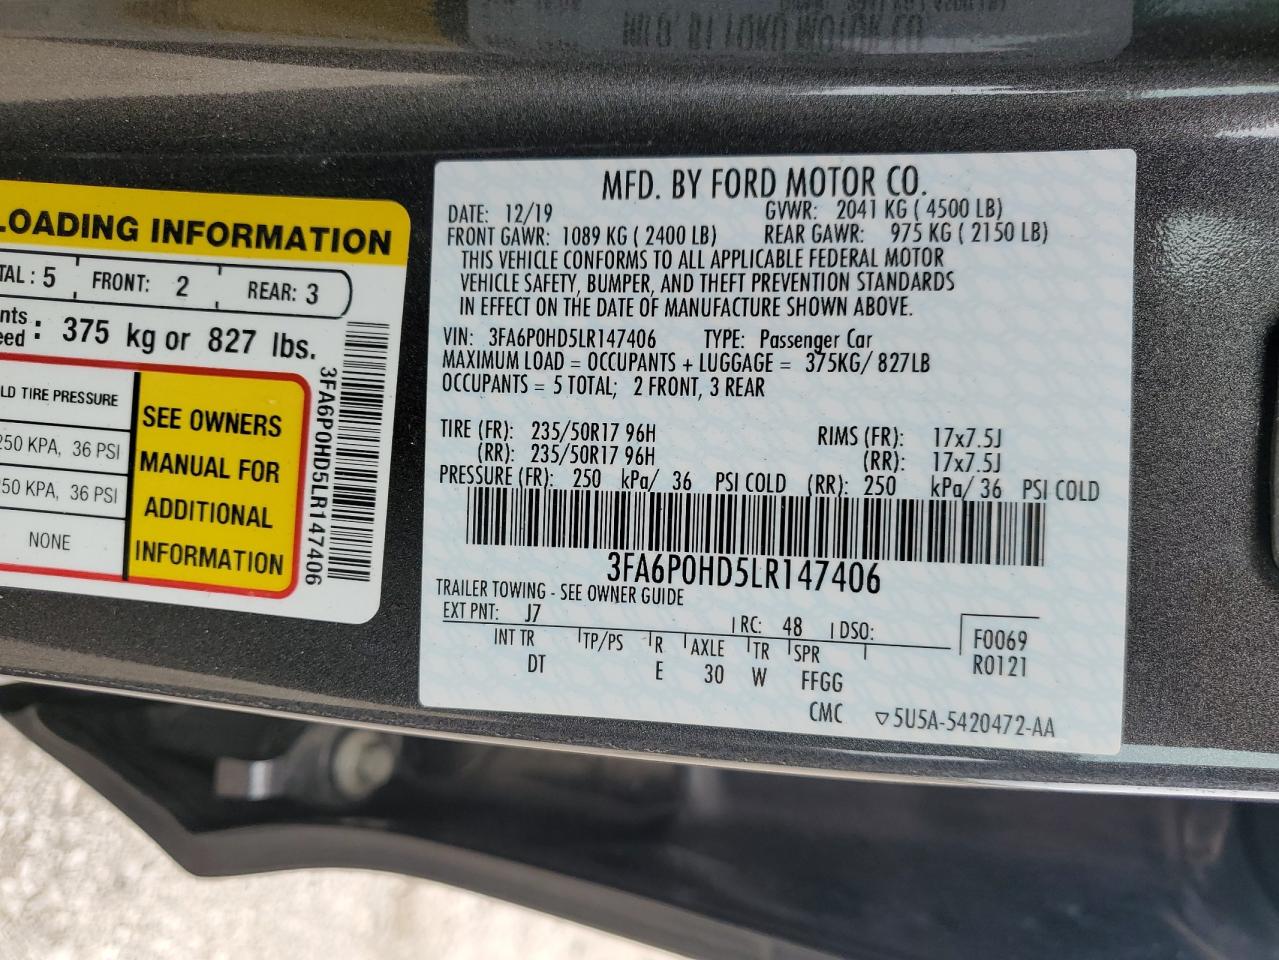 LOADING INFORMATION
TAL : 5 FRONT: 2 REAR: 3
nts
eed : 375 kg or 827 lbs.
LD TIRE PRESSURE
250 KPA, 36 PSI
250 KPA, 36 PSI
NONE
SEE OWNERS
MANUAL FOR
ADDITIONAL
INFORMATION
3FA6P0HD5LR147406
MFD. BY FORD MOTOR CO.
DATE: 12/19 GVWR: 2041 KG ( 4500 LB)
FRONT GAWR: 1089 KG ( 2400 LB) REAR GAWR: 975 KG ( 2150 LB)
THIS VEHICLE CONFORMS TO ALL APPLICABLE FEDERAL MOTOR
VEHICLE SAFETY, BUMPER, AND THEFT PREVENTION STANDARDS
IN EFFECT ON THE DATE OF MANUFACTURE SHOWN ABOVE.
VIN: 3FA6P0HD5LR147406 TYPE: Passenger Car
MAXIMUM LOAD = OCCUPANTS + LUGGAGE = 375KG/ 827LB
OCCUPANTS = 5 TOTAL; 2 FRONT, 3 REAR
TIRE (FR): 235/50R17 96H RIMS (FR): 17x7.5J
(RR): 235/50R17 96H (RR): 17x7.5J
PRESSURE (FR): 250 kPa/ 36 PSI COLD (RR): 250 kPa/ 36 PSI COLD
3FA6P0HD5LR147406
TRAILER TOWING - SEE OWNER GUIDE
EXT PNT: J7 RC: 48 DSO: F0069
INT TR TP/PS R AXLE TR SPR R0121
DT E 30 W FFGG
CMC ▽5U5A-5420472-AA